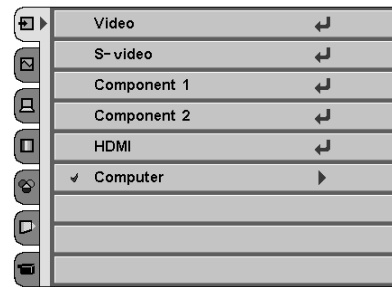 Video
S-video
Component 1
Component 2
HDMI
Computer